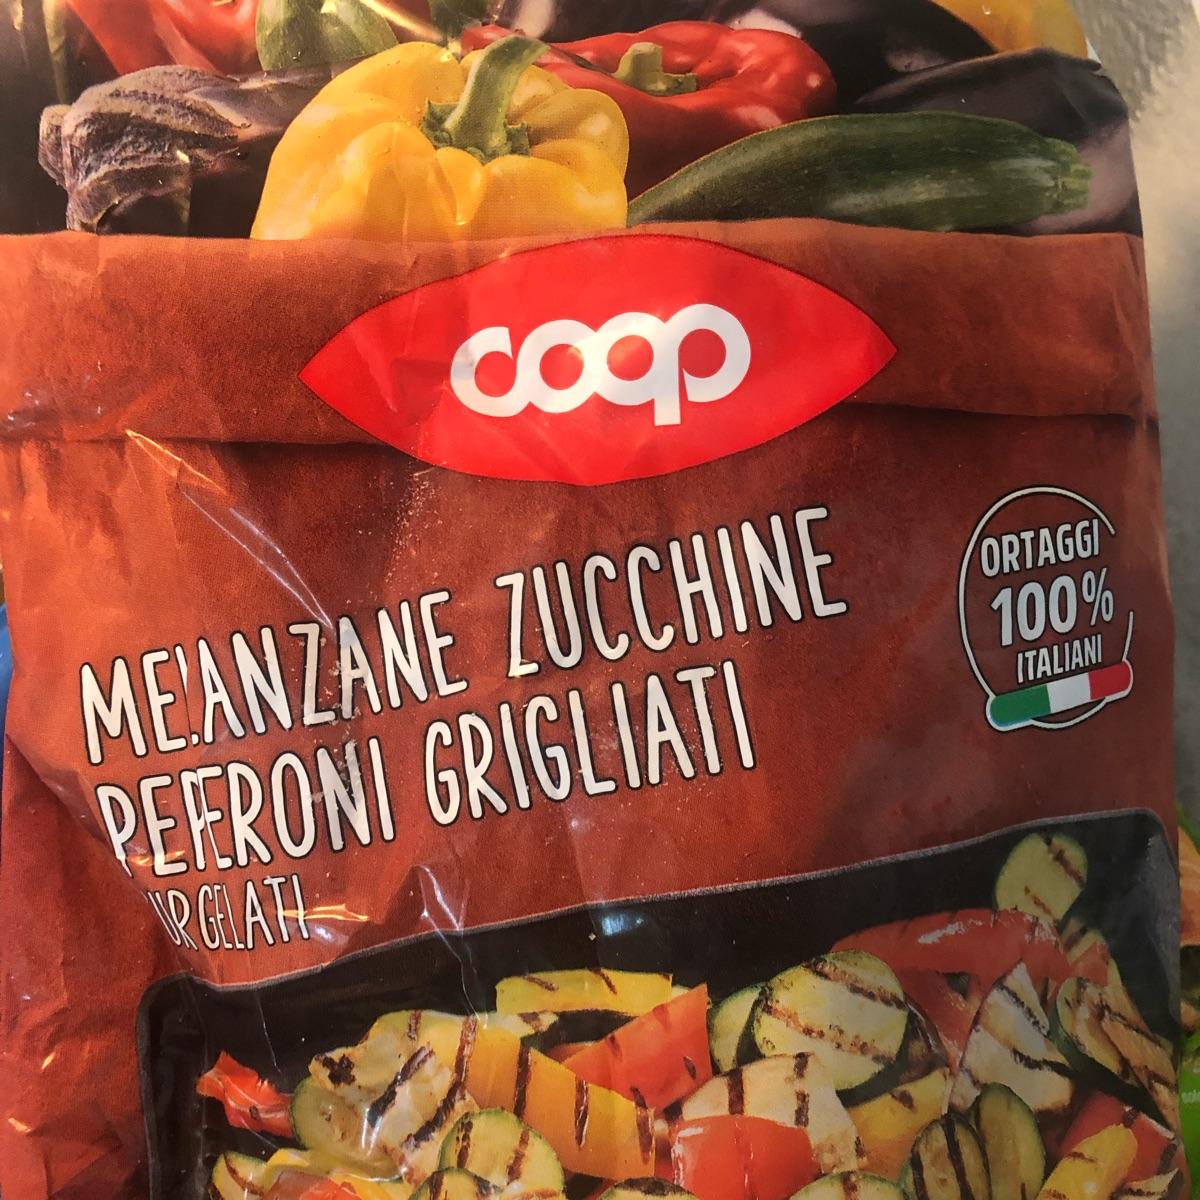 coop
MELANZANE ZUCCHINE
PEPERONI GRIGLIATI
SURGELATI
ORTAGGI
100%
ITALIANI